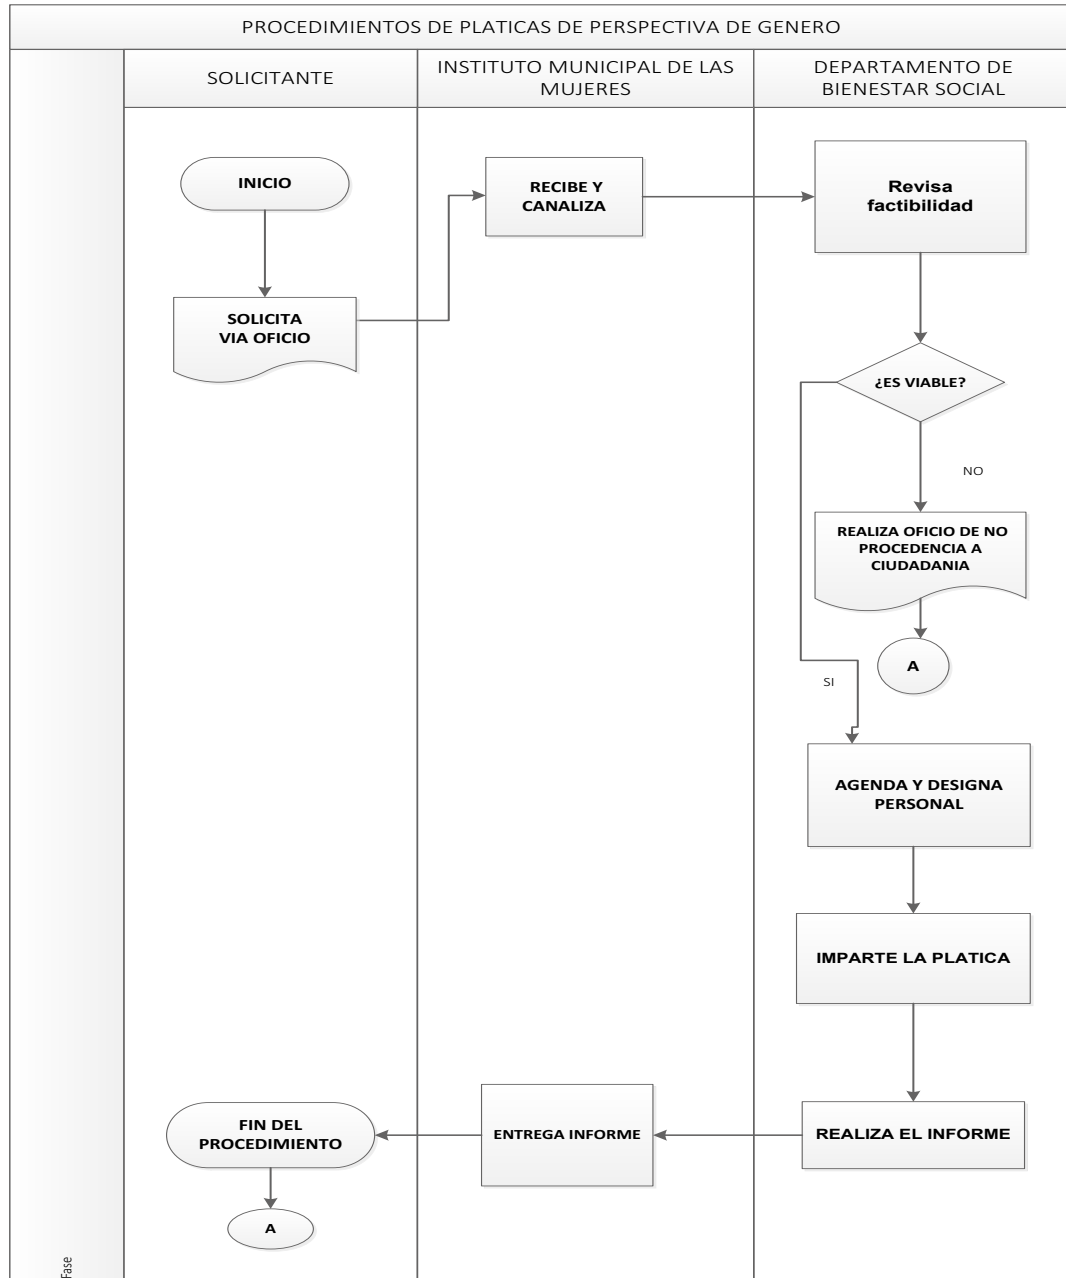 PROCEDIMIENTOS DE PLATICAS DE PERSPECTIVA DE GENERO
SOLICITANTE
INSTITUTO MUNICIPAL DE LAS
MUJERES
DEPARTAMENTO DE
BIENESTAR SOCIAL
INICIO
RECIBE Y
CANALIZA
Revisa
factibilidad
SOLICITA
VIA OFICIO
¿ES VIABLE?
NO
REALIZA OFICIO DE NO
PROCEDENCIA A
CIUDADANIA
A
SI
AGENDA Y DESIGNA
PERSONAL
IMPARTE LA PLATICA
FIN DEL
PROCEDIMIENTO
ENTREGA INFORME
REALIZA EL INFORME
A
Fase